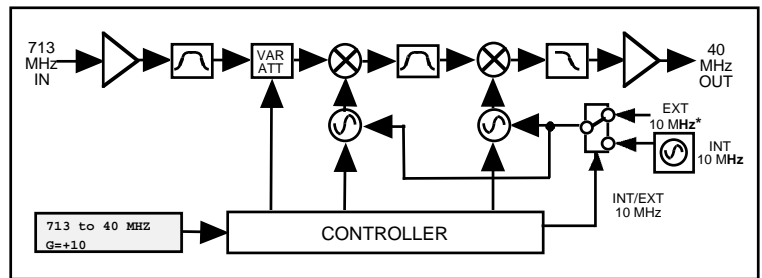 713
MHz
IN
VAR
ATT
40
MHz
OUT
EXT
10 MHz*
INT
10 MHz
INT/EXT
10 MHz
713 to 40 MHZ
G=+10
CONTROLLER